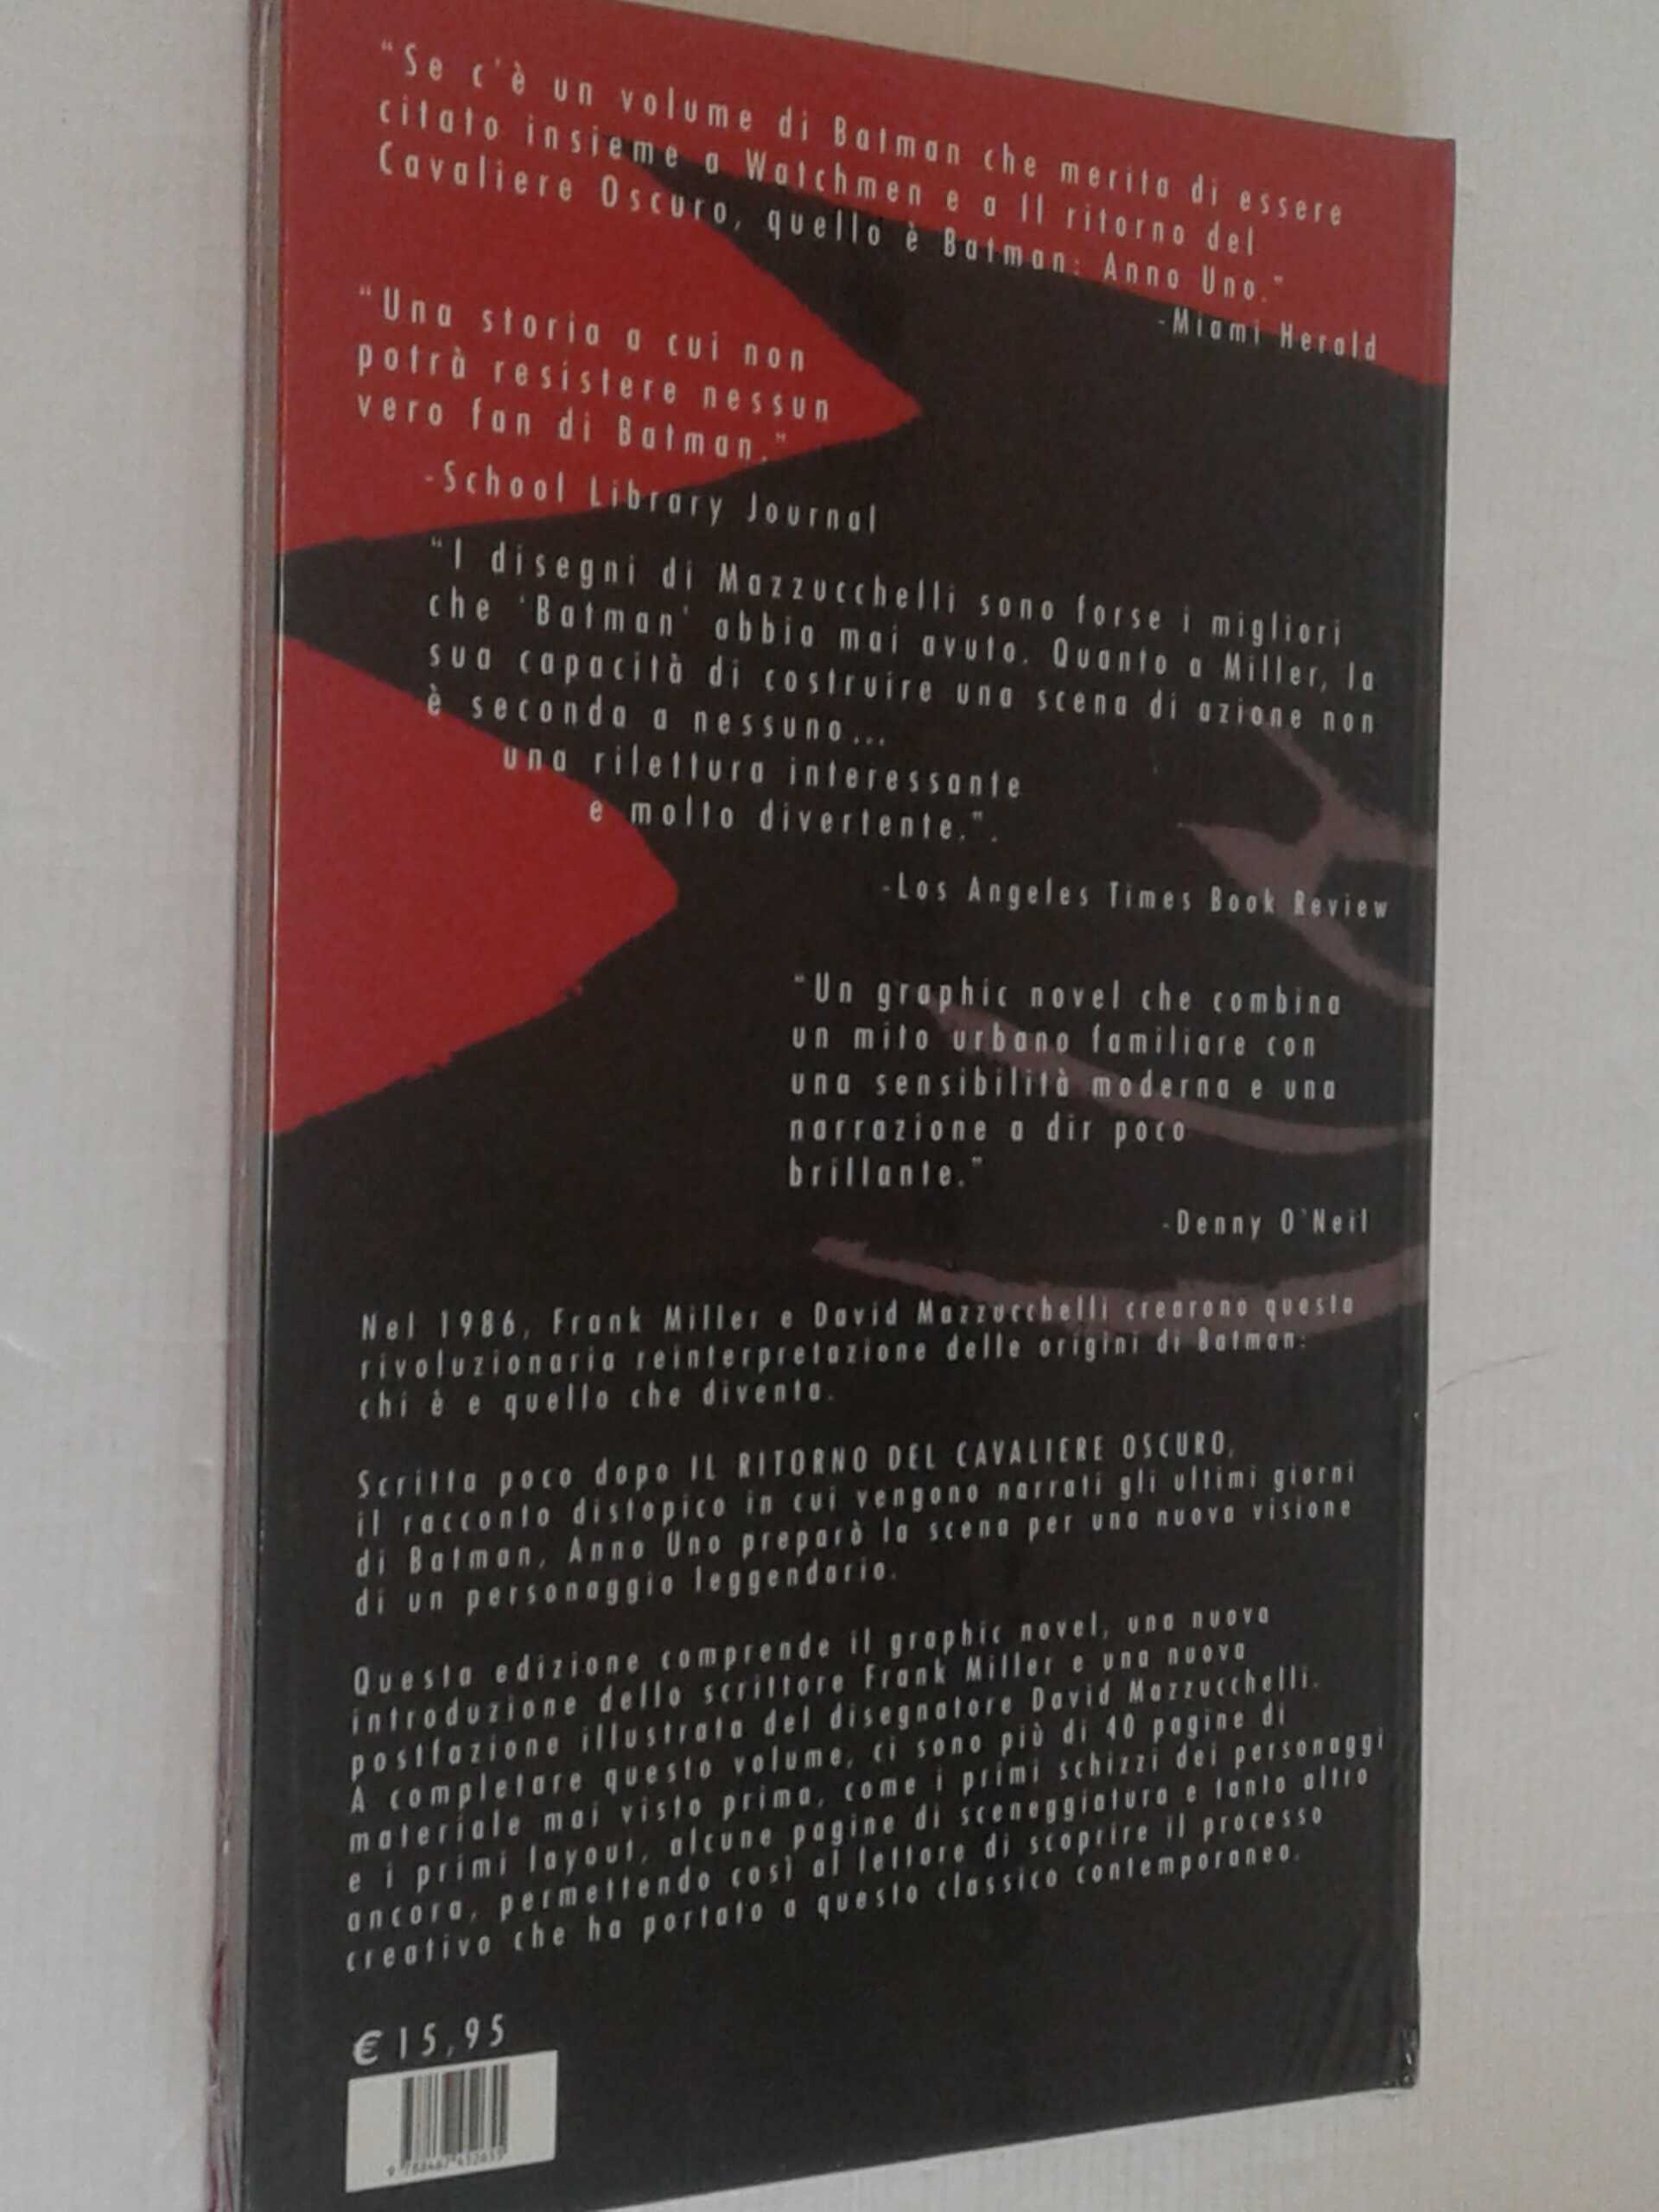 "Se c'è un volume di Batman che merita di essere
citato insieme a Watchmen e a Il ritorno del
Cavaliere Oscuro, quello è Batman: Anno Uno."
-Miami Herald
"Una storia a cui non
potrà resistere nessun
vero fan di Batman."
-School Library Journal
"I disegni di Mazzucchelli sono forse i migliori
che 'Batman' abbia mai avuto. Quanto a Miller, la
sua capacità di costruire una scena di azione non
è seconda a nessuno...
una rilettura interessante
e molto divertente.".
-Los Angeles Times Book Review
"Un graphic novel che combina
un mito urbano familiare con
una sensibilità moderna e una
narrazione a dir poco
brillante."
-Denny O'Neil
Nel 1986, Frank Miller e David Mazzucchelli crearono questa
rivoluzionaria reinterpretazione delle origini di Batman:
chi è e quello che diventa.
Scritta poco dopo IL RITORNO DEL CAVALIERE OSCURO,
il racconto distopico in cui vengono narrati gli ultimi giorni
di Batman, Anno Uno preparò la scena per una nuova visione
di un personaggio leggendario.
Questa edizione comprende il graphic novel, una nuova
introduzione dello scrittore Frank Miller e una nuova
postfazione illustrata del disegnatore David Mazzucchelli.
A completare questo volume, ci sono più di 40 pagine di
materiale mai visto prima, come i primi schizzi dei personaggi
e i primi layout, alcune pagine di sceneggiatura e tanto altro
ancora, permettendo così al lettore di scoprire il processo
creativo che ha portato a questo classico contemporaneo.
€15,95